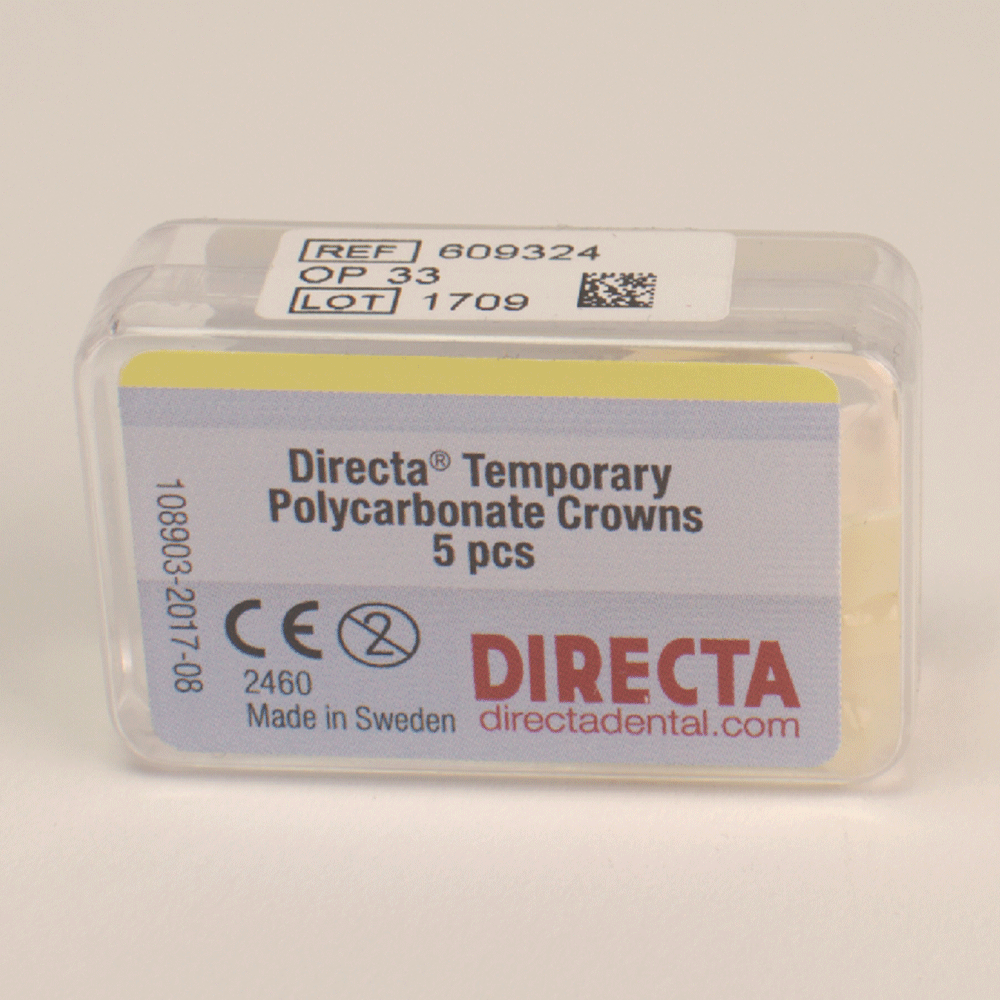 REF 609324
OP 33
LOT 1709
Directa® Temporary
Polycarbonate Crowns
5 pcs
108903-2017-08
CE 2
2460
Made in Sweden
DIRECTA
directadental.com